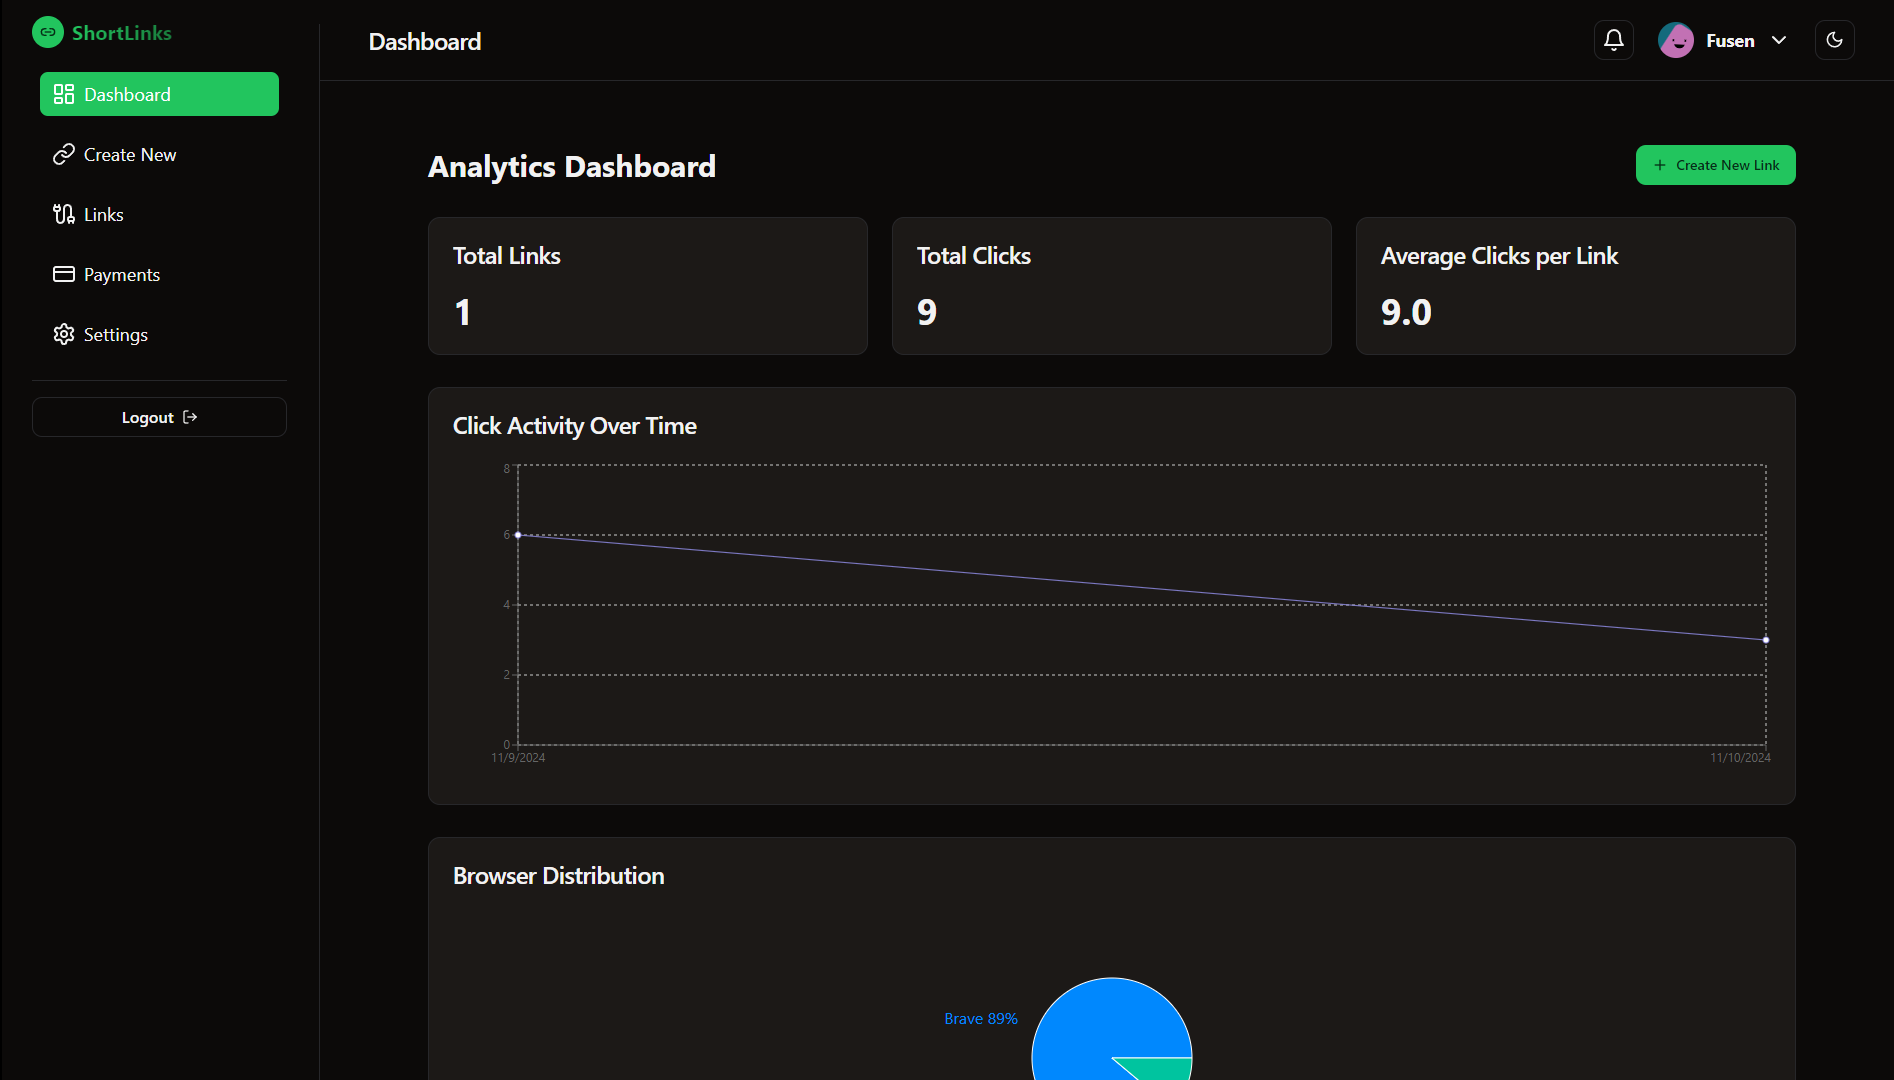 ShortLinks
Dashboard
Create New
Links
Payments
Settings
Logout
Dashboard
Fusen
Analytics Dashboard
Create New Link
Total Links
1
Total Clicks
9
Average Clicks per Link
9.0
Click Activity Over Time
8
6
4
2
0
11/9/2024
11/10/2024
Browser Distribution
Brave 89%